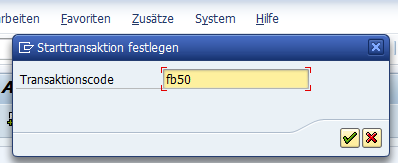 arbeiten Favoriten Zusätze System Hilfe
Starttransaktion festlegen
Transaktionscode fb50